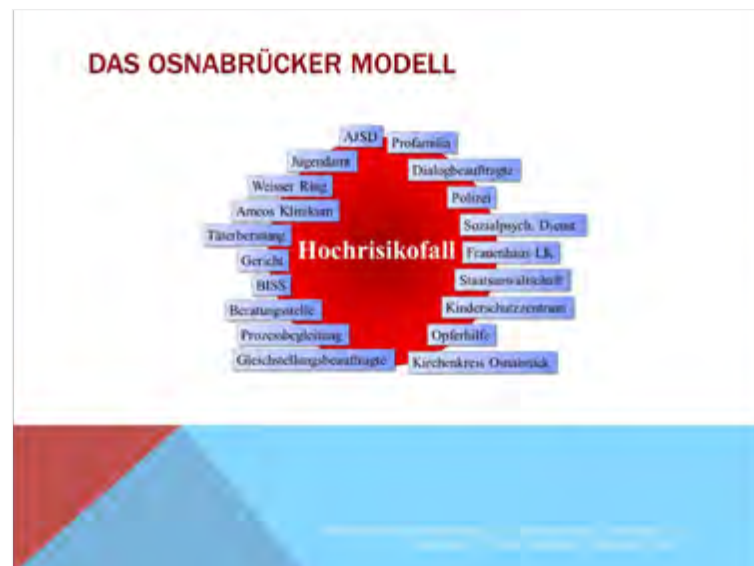 DAS OSNABRÜCKER MODELL
AJSD
Profamilia
Jugendamt
Dialogbeauftragte
Weisser Ring
Polizei
Ameos Klinikum
Sozialpsych. Dienst
Täterberatung
Hochrisikofall
Frauenhaus LK
Gericht
Staatsanwaltschaft
BISS
Kinderschutzzentrum
Beratungsstelle
Opferhilfe
Prozessbegleitung
Gleichstellungsbeauftragte
Kirchenkreis Osnabrück